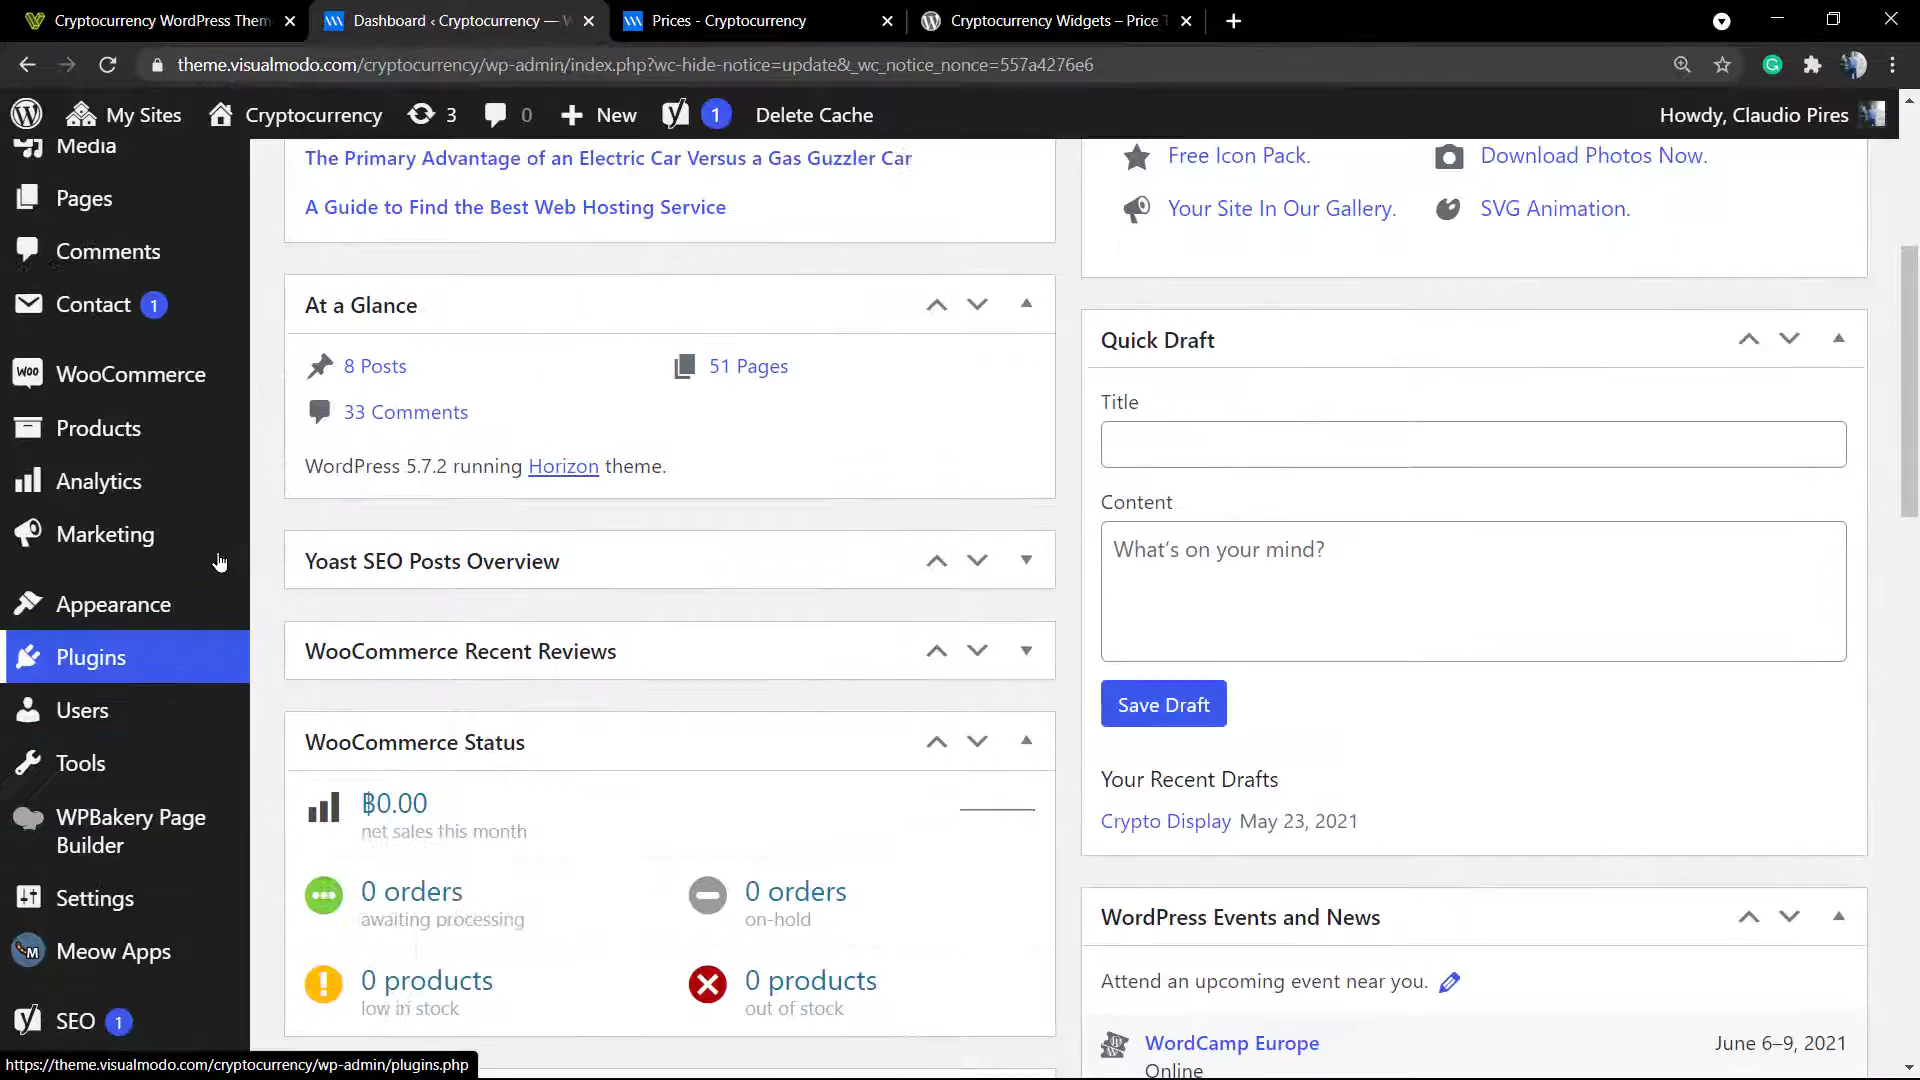 Cryptocurrency WordPress Them
Dashboard ‹ Cryptocurrency — W
Prices - Cryptocurrency
Cryptocurrency Widgets – Price T
theme.visualmodo.com/cryptocurrency/wp-admin/index.php?wc-hide-notice=update&_wc_notice_nonce=557a4276e6
My Sites
Cryptocurrency
3
0
New
1
Delete Cache
Howdy, Claudio Pires
Media
Pages
Comments
Contact 1
WooCommerce
Products
Analytics
Marketing
Appearance
Plugins
Users
Tools
WPBakery Page
Builder
Settings
Meow Apps
SEO 1
https://theme.visualmodo.com/cryptocurrency/wp-admin/plugins.php
The Primary Advantage of an Electric Car Versus a Gas Guzzler Car
A Guide to Find the Best Web Hosting Service
At a Glance
8 Posts
51 Pages
33 Comments
WordPress 5.7.2 running Horizon theme.
Yoast SEO Posts Overview
WooCommerce Recent Reviews
WooCommerce Status
฿0.00
net sales this month
0 orders
awaiting processing
0 orders
on-hold
0 products
low in stock
0 products
out of stock
Free Icon Pack.
Download Photos Now.
Your Site In Our Gallery.
SVG Animation.
Quick Draft
Title
Content
What's on your mind?
Save Draft
Your Recent Drafts
Crypto Display May 23, 2021
WordPress Events and News
Attend an upcoming event near you.
WordCamp Europe
June 6–9, 2021
Online